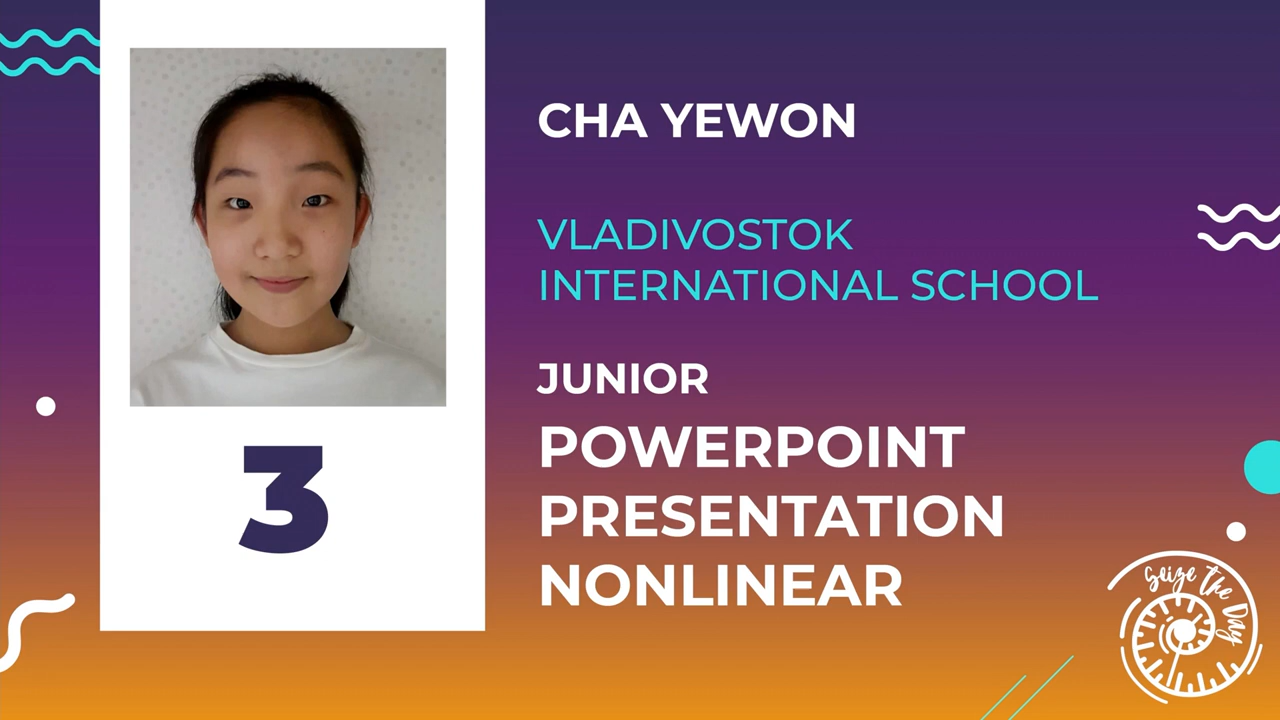 CHA YEWON
VLADIVOSTOK
INTERNATIONAL SCHOOL
JUNIOR
POWERPOINT
PRESENTATION
NONLINEAR
3
Seize the Day